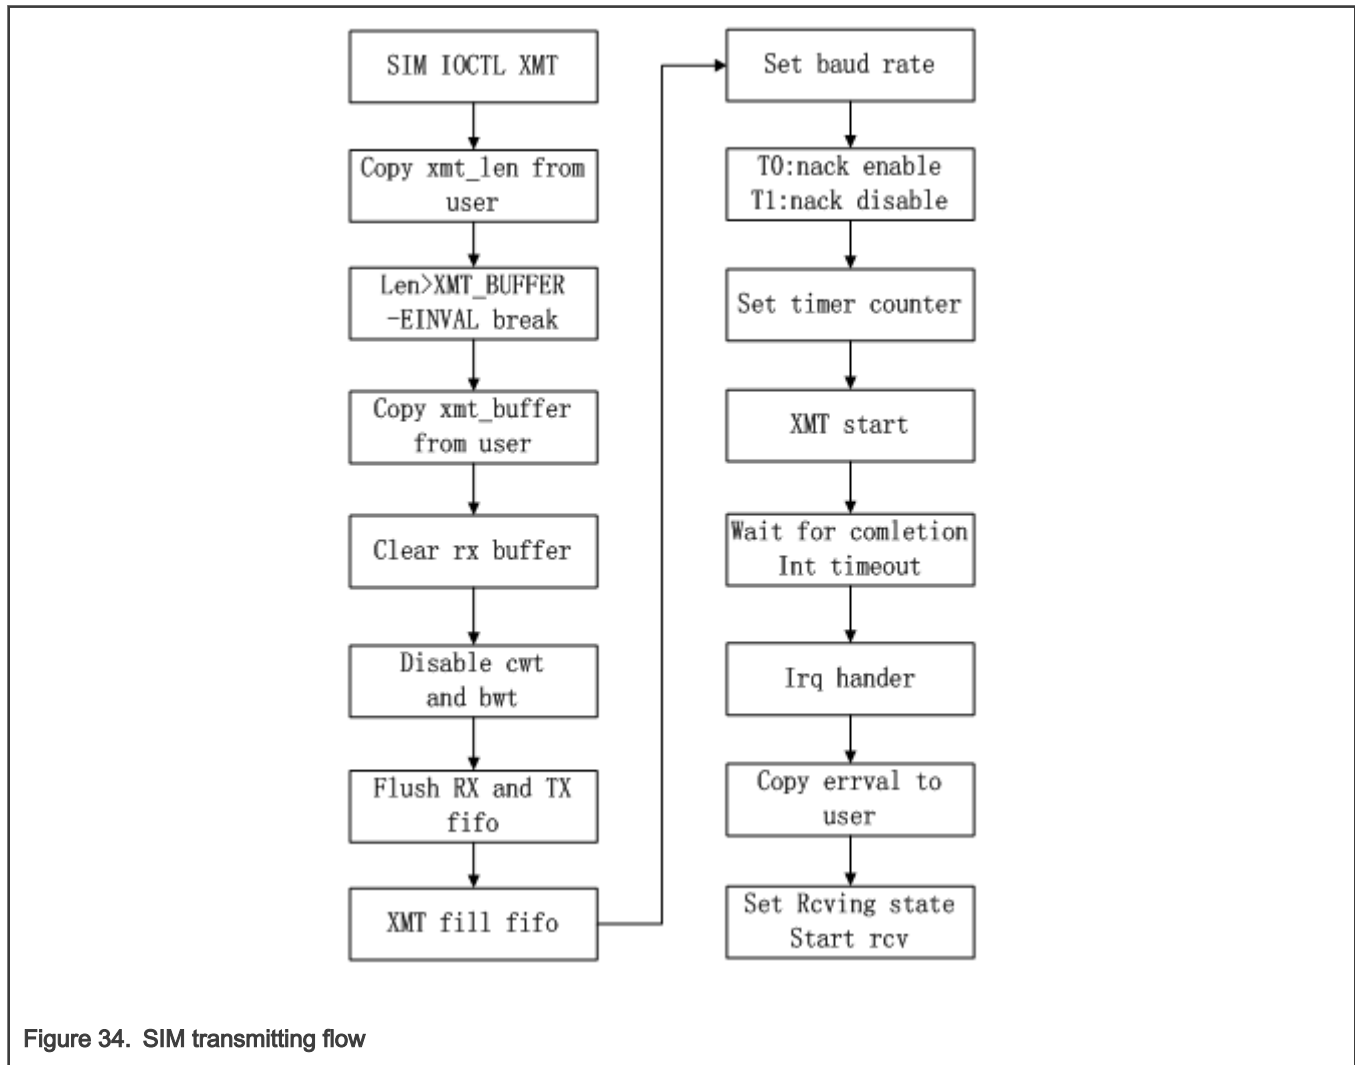 SIM IOCTL XMT
Copy xmt_len from
user
Len>XMT_BUFFER
-EINVAL break
Copy xmt_buffer
from user
Clear rx buffer
Disable cwt
and bwt
Flush RX and TX
fifo
XMT fill fifo
Set baud rate
T0:nack enable
T1:nack disable
Set timer counter
XMT start
Wait for comletion
Int timeout
Irq hander
Copy errval to
user
Set Rcving state
Start rcv
Figure 34. SIM transmitting flow